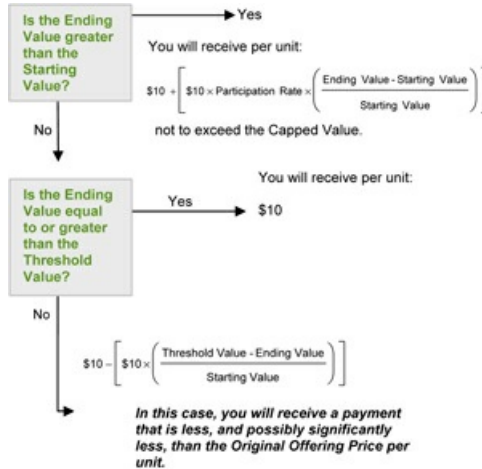 Is the Ending
Value greater
than the
Starting
Value?
Yes
You will receive per unit:
$10 + [ $10 × Participation Rate × ( Ending Value - Starting Value / Starting Value ) ]
not to exceed the Capped Value.
No
You will receive per unit:
Is the Ending
Value equal
to or greater
than the
Threshold
Value?
Yes
$10
No
$10 − [ $10 × ( Threshold Value - Ending Value / Starting Value ) ]
In this case, you will receive a payment
that is less, and possibly significantly
less, than the Original Offering Price per
unit.